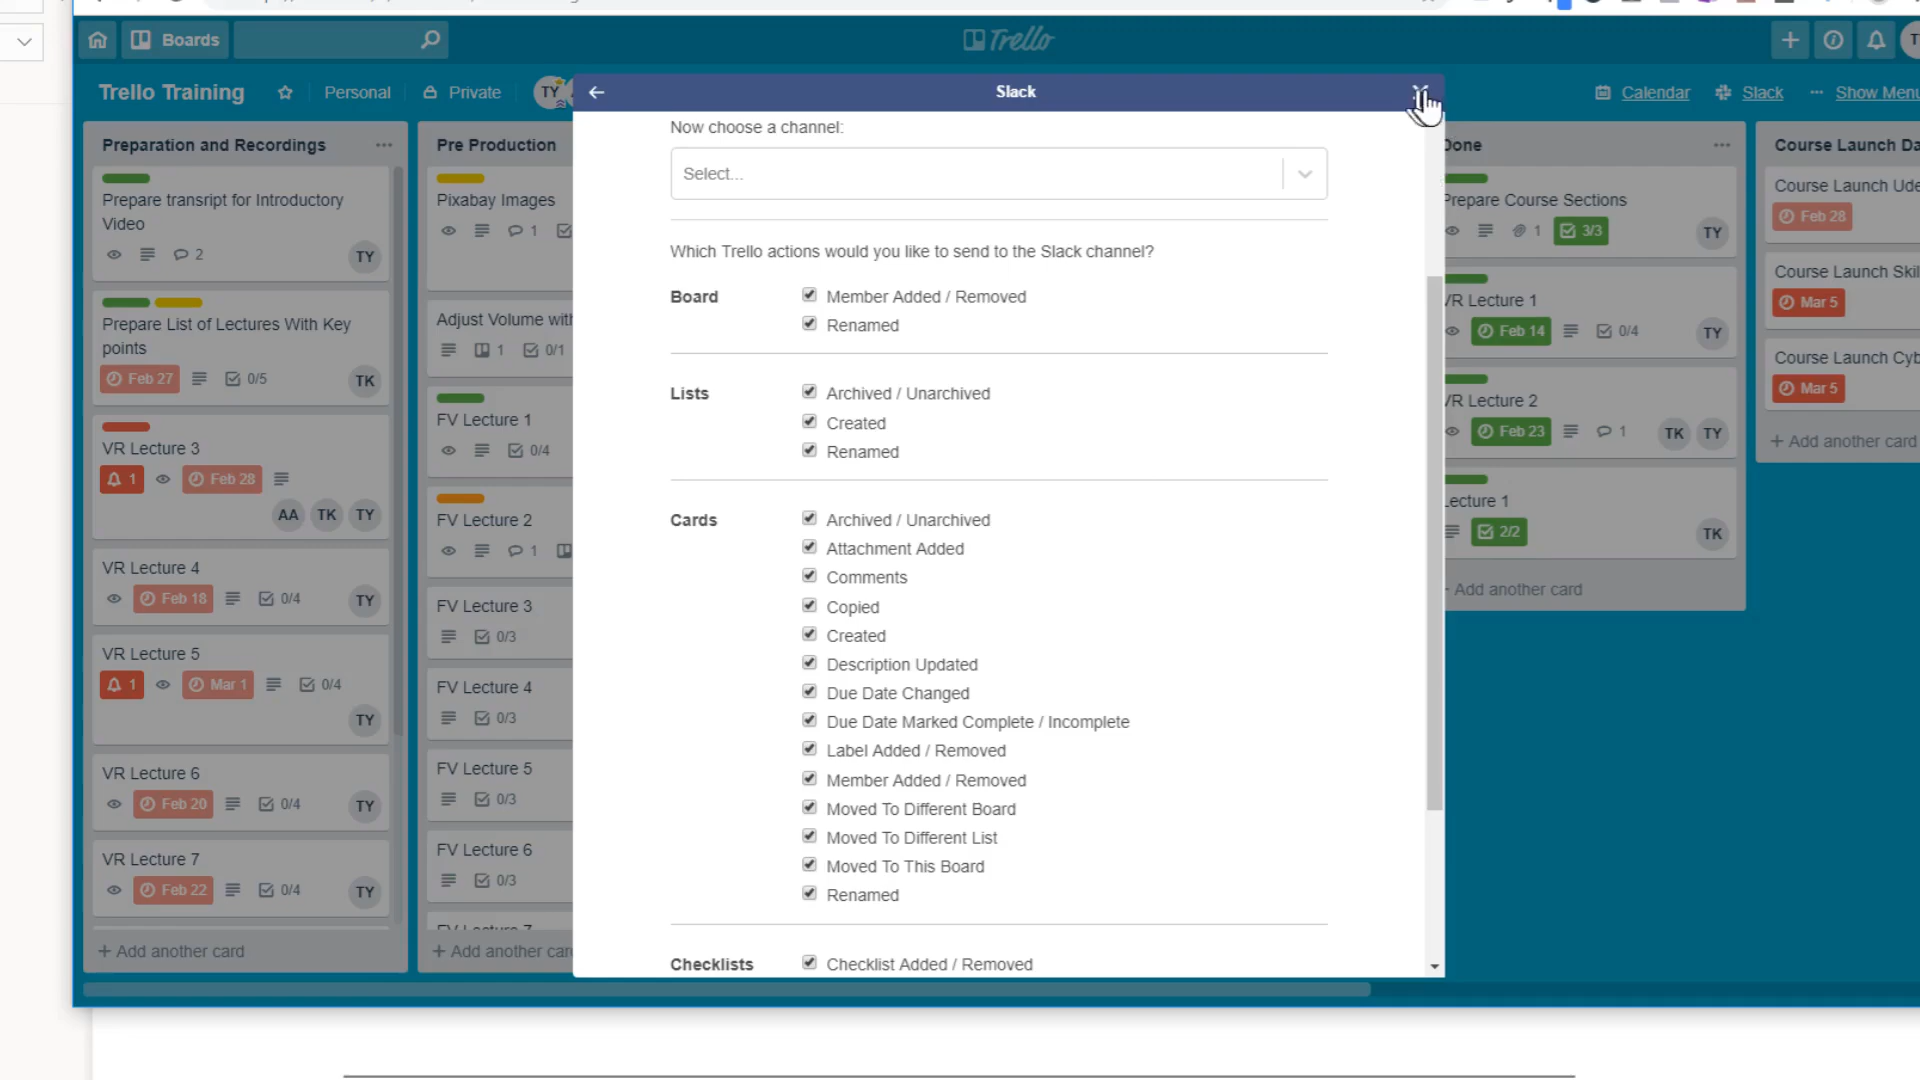 Boards
Trello
Trello Training
Personal
Private
TY
Slack
Calendar
Slack
Show Menu
Preparation and Recordings
Prepare transript for Introductory
Video
2
TY
Prepare List of Lectures With Key
points
Feb 27
0/5
TK
VR Lecture 3
1
Feb 28
AA
TK
TY
VR Lecture 4
Feb 18
0/4
TY
VR Lecture 5
1
Mar 1
0/4
TY
VR Lecture 6
Feb 20
0/4
TY
VR Lecture 7
Feb 22
0/4
TY
+ Add another card
Pre Production
Pixabay Images
1
Adjust Volume with
1
0/1
FV Lecture 1
0/4
FV Lecture 2
1
FV Lecture 3
0/3
FV Lecture 4
0/3
FV Lecture 5
0/3
FV Lecture 6
0/3
FV Lecture 7
+ Add another car
Now choose a channel:
Select...
Which Trello actions would you like to send to the Slack channel?
Board
Member Added / Removed
Renamed
Lists
Archived / Unarchived
Created
Renamed
Cards
Archived / Unarchived
Attachment Added
Comments
Copied
Created
Description Updated
Due Date Changed
Due Date Marked Complete / Incomplete
Label Added / Removed
Member Added / Removed
Moved To Different Board
Moved To Different List
Moved To This Board
Renamed
Checklists
Checklist Added / Removed
Done
Prepare Course Sections
1
3/3
TY
VR Lecture 1
Feb 14
0/4
TY
VR Lecture 2
Feb 23
1
TK
TY
Lecture 1
2/2
TK
Add another card
Course Launch Da
Course Launch Ude
Feb 28
Course Launch Skil
Mar 5
Course Launch Cyb
Mar 5
+ Add another card